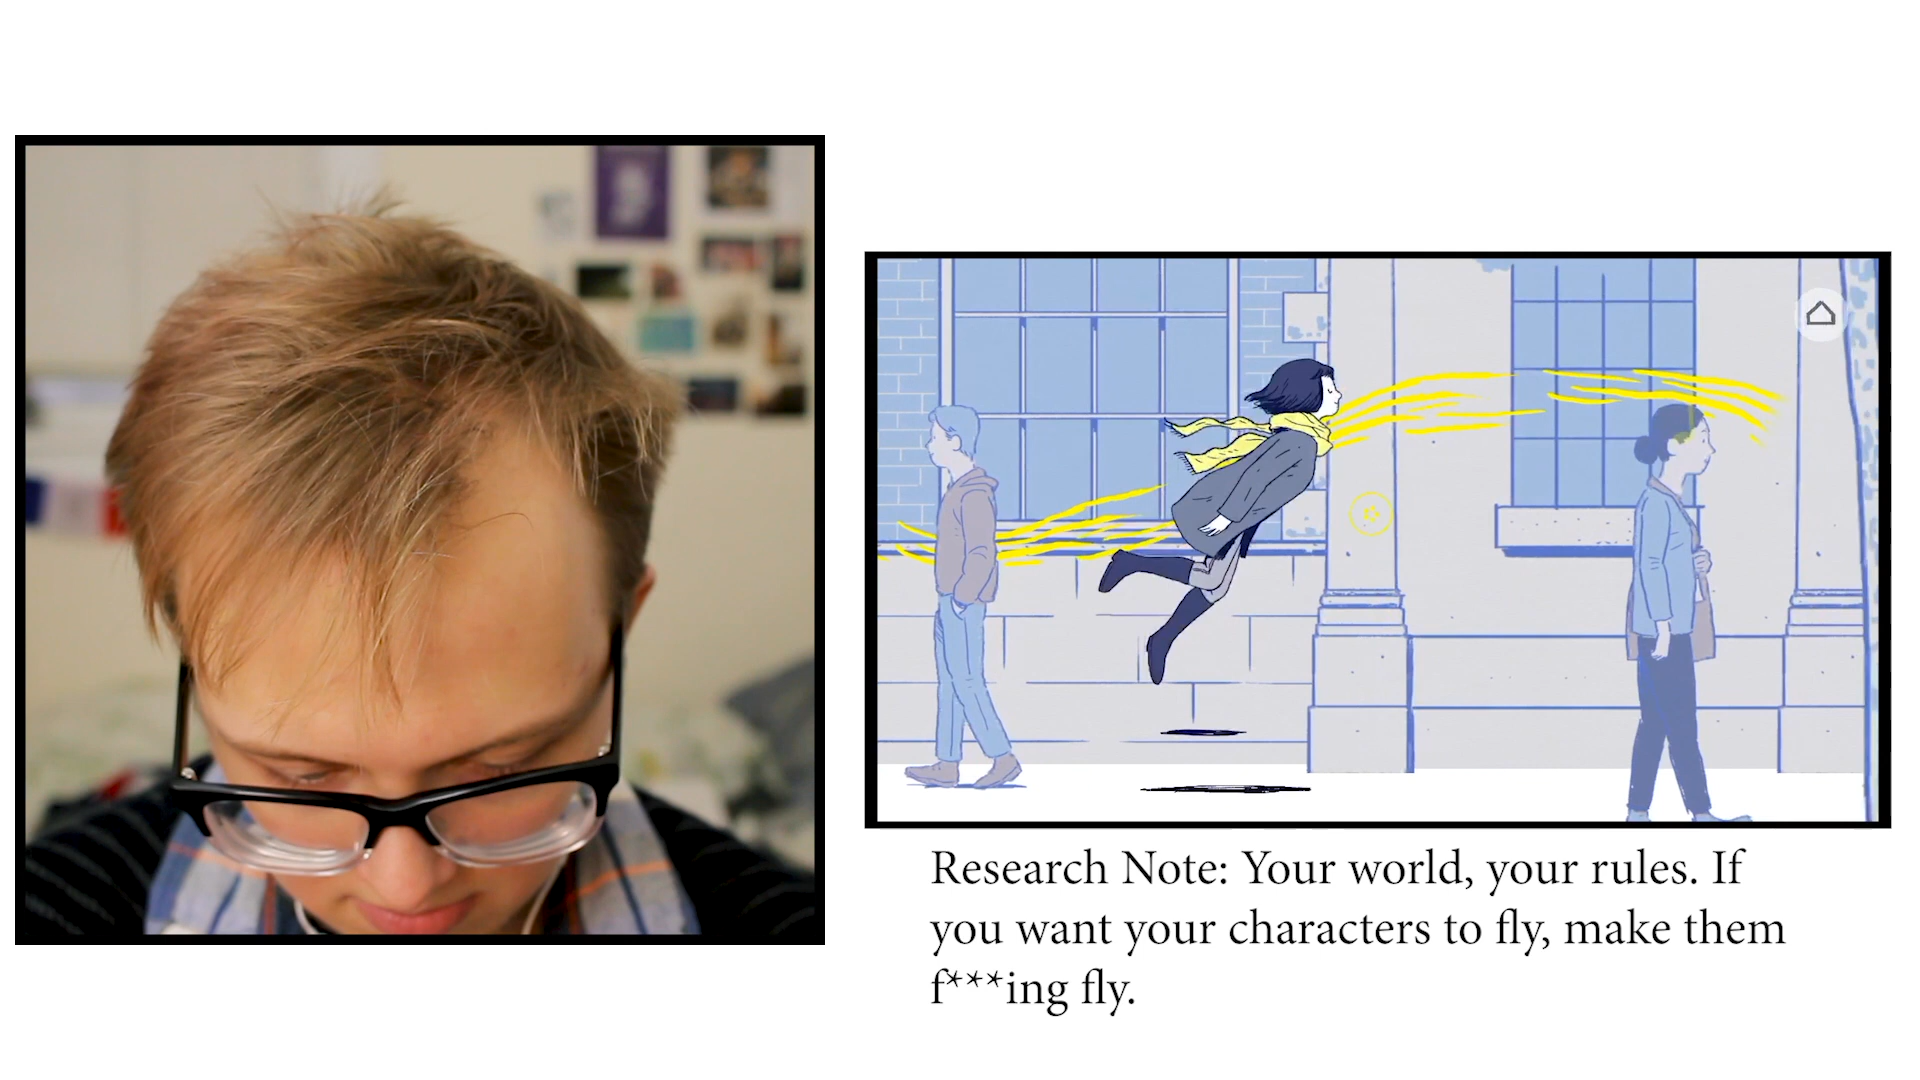 Research Note: Your world, your rules. If
you want your characters to fly, make them
f***ing fly.